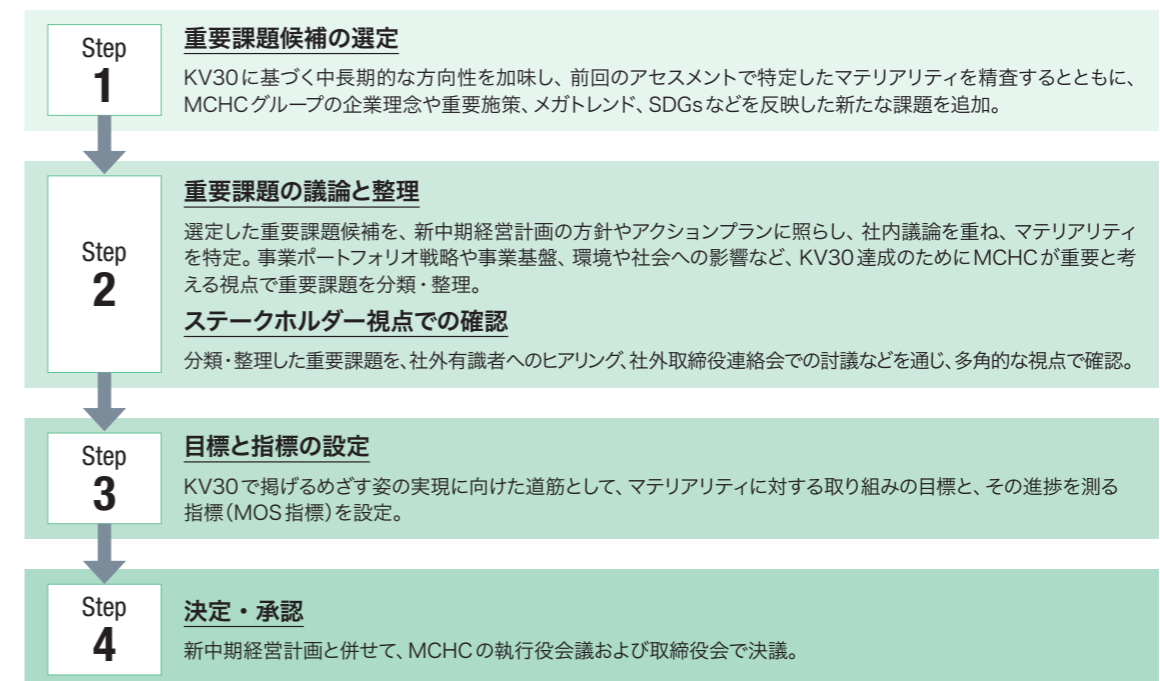 Step
1
重要課題候補の選定
KV30に基づく中長期的な方向性を加味し、前回のアセスメントで特定したマテリアリティを精査するとともに、
MCHCグループの企業理念や重要施策、メガトレンド、SDGsなどを反映した新たな課題を追加。
Step
2
重要課題の議論と整理
選定した重要課題候補を、新中期経営計画の方針やアクションプランに照らし、社内議論を重ね、マテリアリティ
を特定。事業ポートフォリオ戦略や事業基盤、環境や社会への影響など、KV30達成のためにMCHCが重要と考
える視点で重要課題を分類・整理。
ステークホルダー視点での確認
分類・整理した重要課題を、社外有識者へのヒアリング、社外取締役連絡会での討議などを通じ、多角的な視点で確認。
Step
3
目標と指標の設定
KV30で掲げるめざす姿の実現に向けた道筋として、マテリアリティに対する取り組みの目標と、その進捗を測る
指標（MOS指標）を設定。
Step
4
決定・承認
新中期経営計画と併せて、MCHCの執行役会議および取締役会で決議。